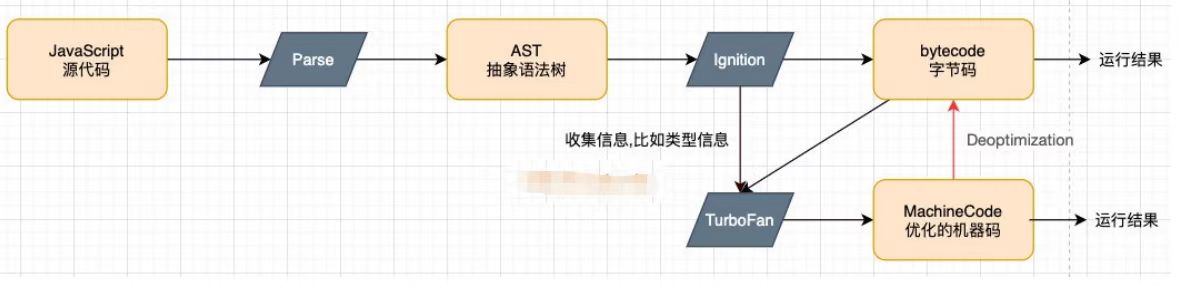 JavaScript
源代码
Parse
AST
抽象语法树
Ignition
bytecode
字节码
运行结果
收集信息,比如类型信息
Deoptimization
TurboFan
MachineCode
优化的机器码
运行结果